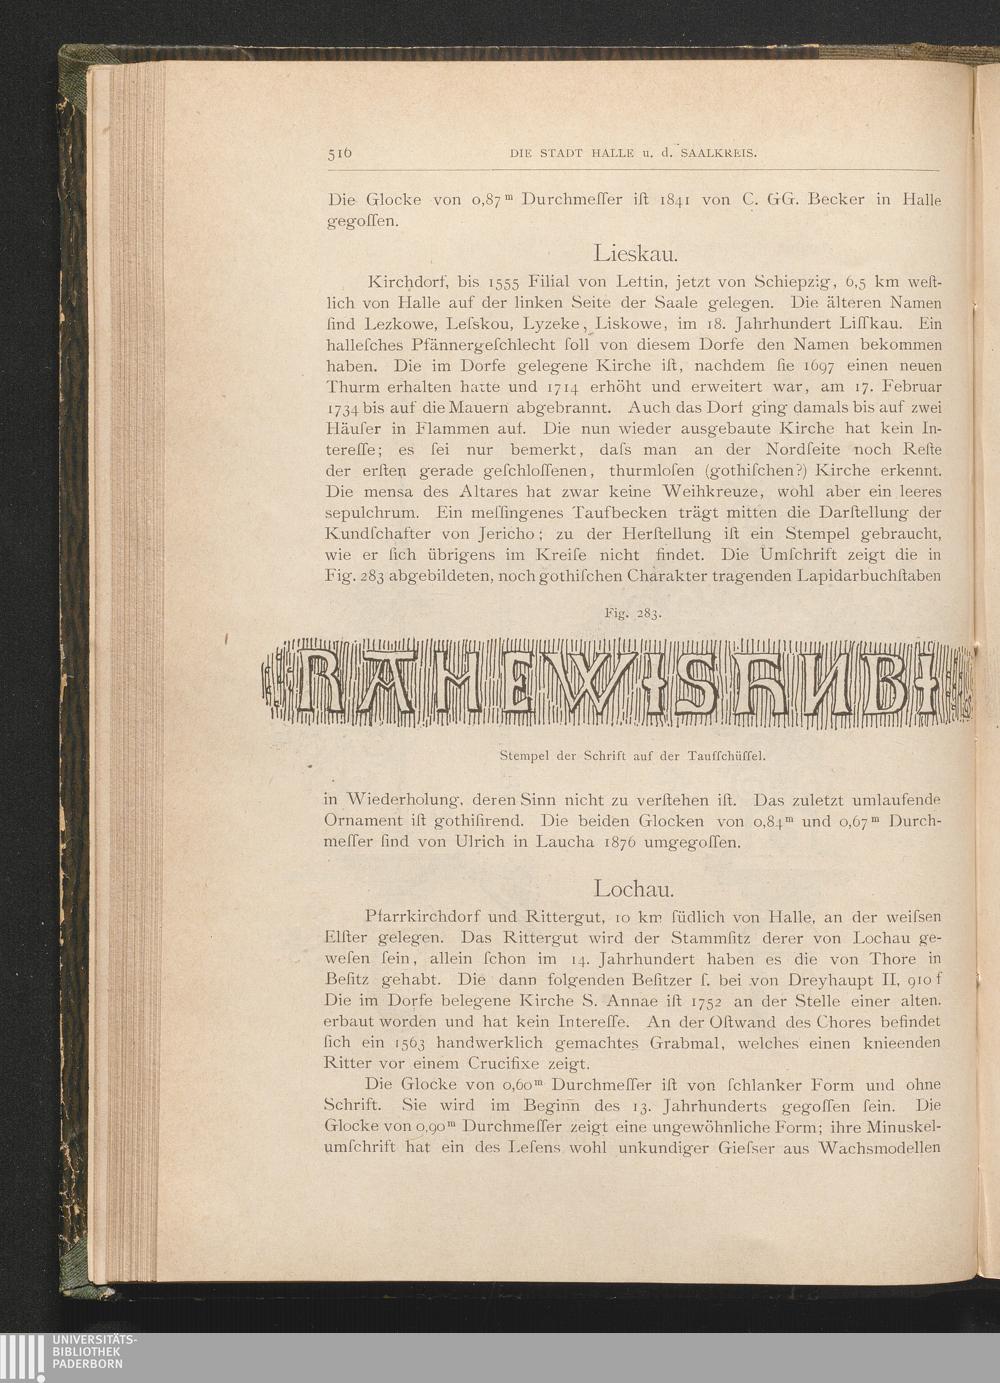 516
DIE STADT HALLE u. d. SAALKREIS.
Die Glocke von 0,87 m Durchmeſſer iſt 1841 von C. GG. Becker in Halle
gegoſſen.
Lieskau.
Kirchdorf, bis 1555 Filial von Lettin, jetzt von Schiepzig, 6,5 km weſt-
lich von Halle auf der linken Seite der Saale gelegen. Die älteren Namen
ſind Lezkowe, Leſskou, Lyzeke, Liskowe, im 18. Jahrhundert Liſſkau. Ein
halleſches Pfännergeſchlecht ſoll von dieſem Dorfe den Namen bekommen
haben. Die im Dorfe gelegene Kirche iſt, nachdem ſie 1697 einen neuen
Thurm erhalten hatte und 1714 erhöht und erweitert war, am 17. Februar
1734 bis auf die Mauern abgebrannt. Auch das Dorf ging damals bis auf zwei
Häuſer in Flammen auf. Die nun wieder ausgebaute Kirche hat kein In-
tereſſe; es ſei nur bemerkt, daſs man an der Nordſeite noch Reſte
der erſten gerade geſchloſſenen, thurmloſen (gothiſchen?) Kirche erkennt.
Die mensa des Altares hat zwar keine Weihkreuze, wohl aber ein leeres
sepulchrum. Ein meſſingenes Taufbecken trägt mitten die Darſtellung der
Kundſchafter von Jericho; zu der Herſtellung iſt ein Stempel gebraucht,
wie er ſich übrigens im Kreiſe nicht findet. Die Umſchrift zeigt die in
Fig. 283 abgebildeten, noch gothiſchen Charakter tragenden Lapidarbuchſtaben
Fig. 283.
RAHEWISHNBI
Stempel der Schrift auf der Taufſchüſſel.
in Wiederholung, deren Sinn nicht zu verſtehen iſt. Das zuletzt umlaufende
Ornament iſt gothiſirend. Die beiden Glocken von 0,84 m und 0,67 m Durch-
meſſer ſind von Ulrich in Laucha 1876 umgegoſſen.
Lochau.
Pfarrkirchdorf und Rittergut, 10 km ſüdlich von Halle, an der weiſsen
Elſter gelegen. Das Rittergut wird der Stammſitz derer von Lochau ge-
weſen ſein, allein ſchon im 14. Jahrhundert haben es die von Thore in
Beſitz gehabt. Die dann folgenden Beſitzer ſ. bei von Dreyhaupt II, 910 f
Die im Dorfe belegene Kirche S. Annae iſt 1752 an der Stelle einer alten.
erbaut worden und hat kein Intereſſe. An der Oſtwand des Chores befindet
ſich ein 1563 handwerklich gemachtes Grabmal, welches einen knieenden
Ritter vor einem Crucifixe zeigt.
Die Glocke von 0,60 m Durchmeſſer iſt von ſchlanker Form und ohne
Schrift. Sie wird im Beginn des 13. Jahrhunderts gegoſſen ſein. Die
Glocke von 0,90 m Durchmeſſer zeigt eine ungewöhnliche Form; ihre Minuskel-
umſchrift hat ein des Leſens wohl unkundiger Gieſser aus Wachsmodellen
UNIVERSITÄTS-
BIBLIOTHEK
PADERBORN